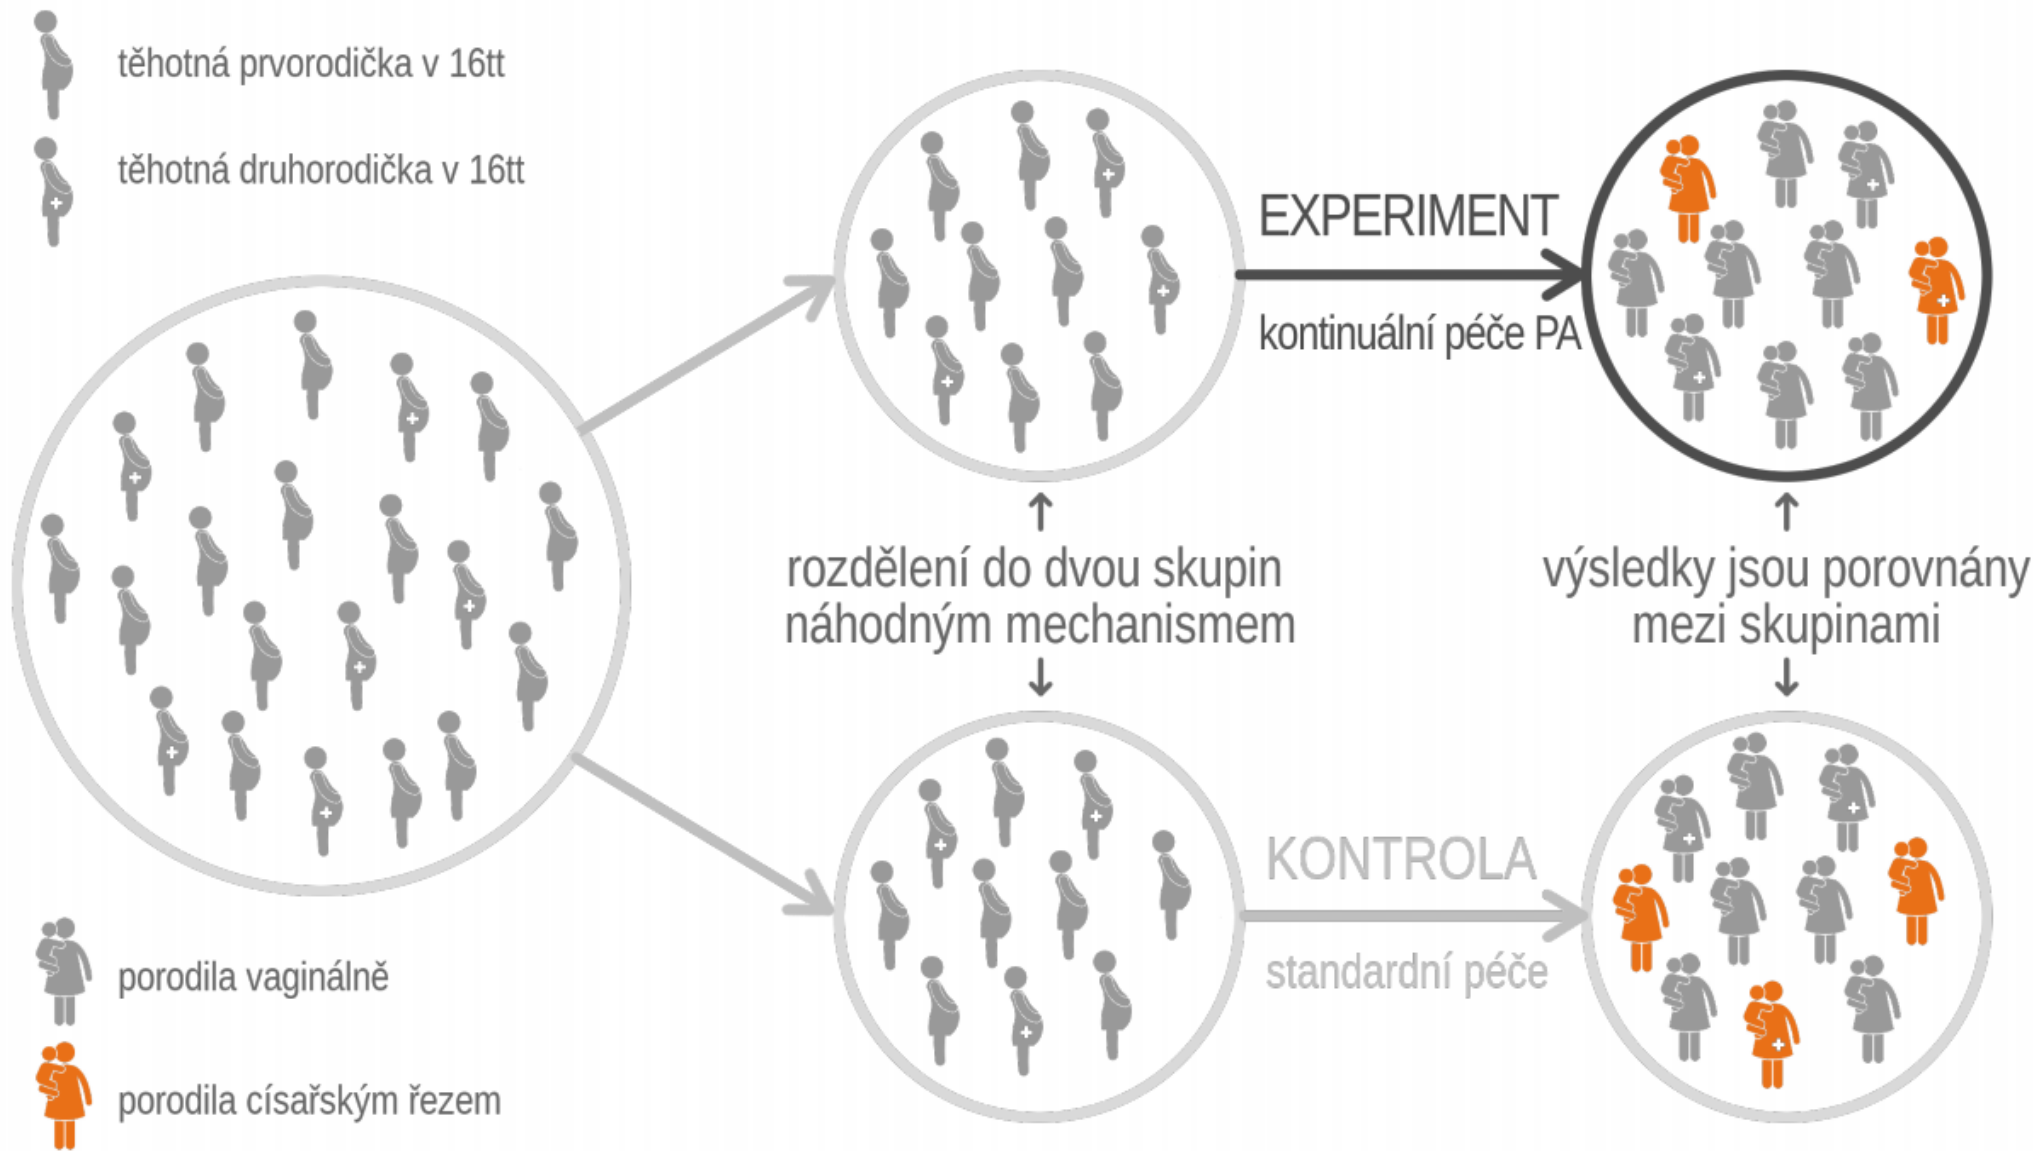 těhotná prvorodička v 16tt
těhotná druhorodička v 16tt
EXPERIMENT
kontinuální péče PA
rozdělení do dvou skupin
náhodným mechanismem
výsledky jsou porovnány
mezi skupinami
KONTROLA
standardní péče
porodila vaginálně
porodila císařským řezem